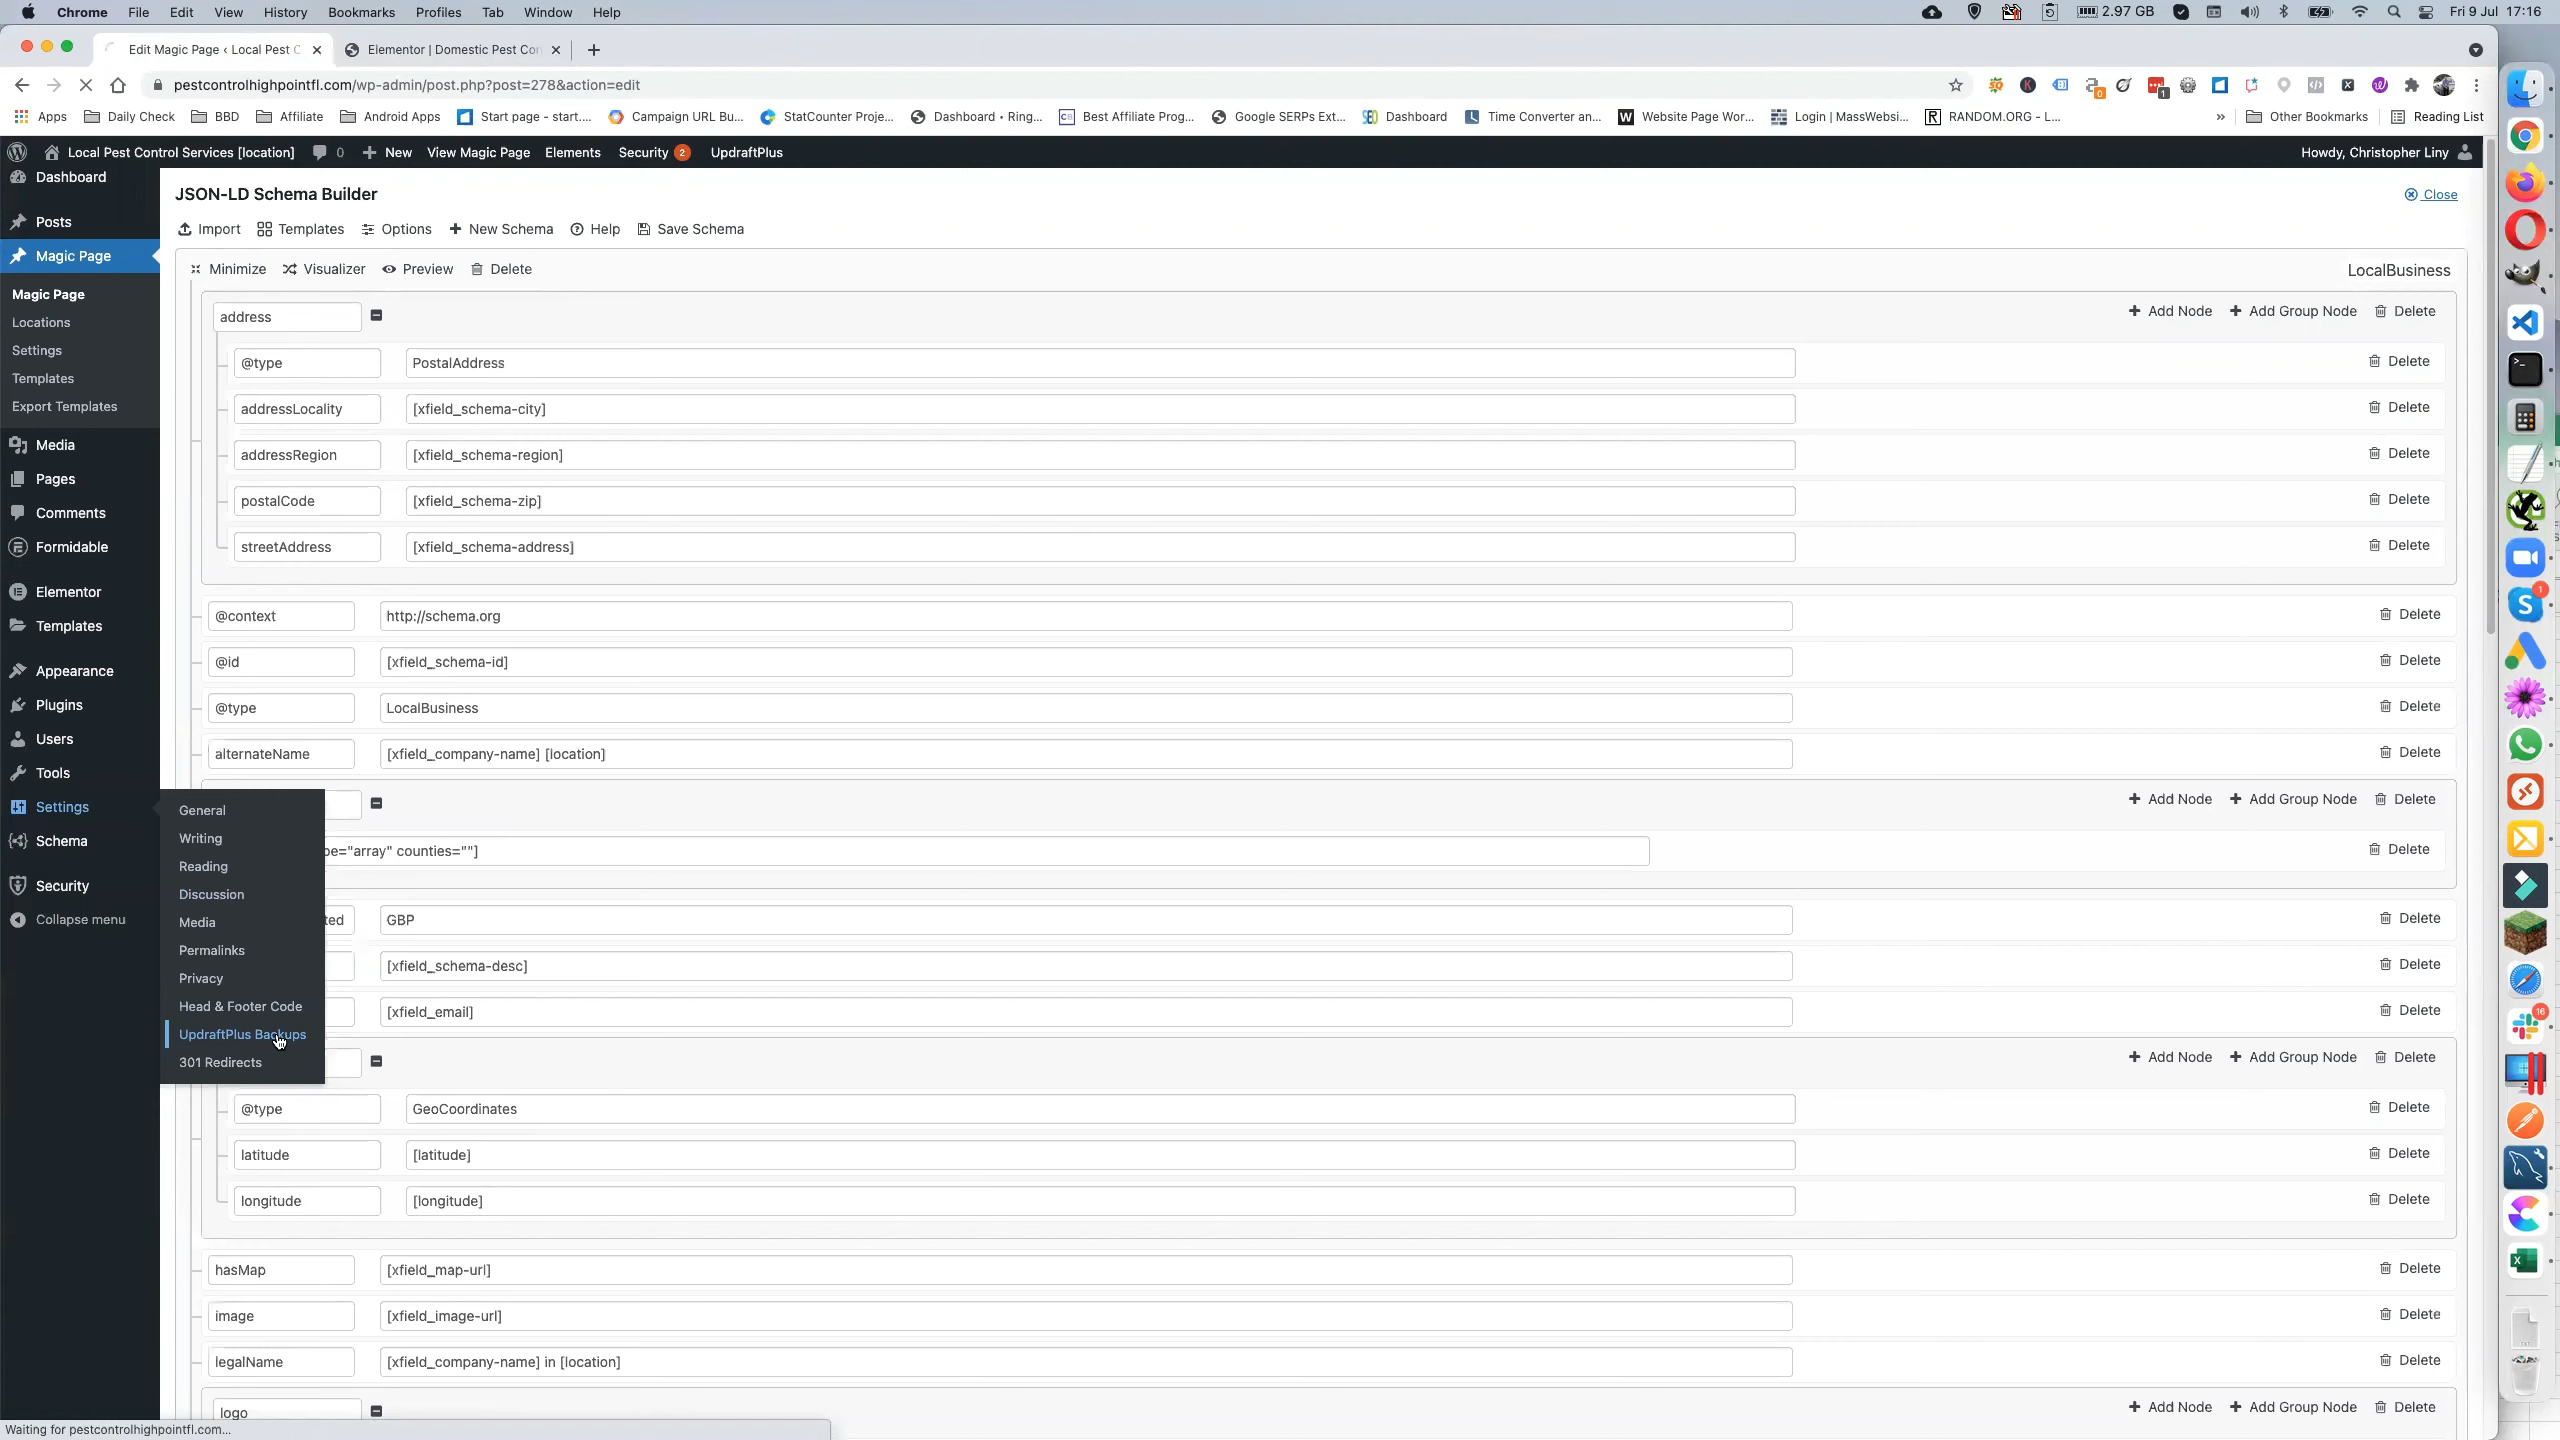 Chrome File Edit View History Bookmarks Profiles Tab Window Help 2.97 GB Fri 9 Jul 17:16
Edit Magic Page ‹ Local Pest C Elementor | Domestic Pest Con
pestcontrolhighpointfl.com/wp-admin/post.php?post=278&action=edit
Apps Daily Check BBD Affiliate Android Apps Start page - start.... Campaign URL Bu... StatCounter Proje... Dashboard • Ring... Best Affiliate Prog... Google SERPs Ext... Dashboard Time Converter an... Website Page Wor... Login | MassWebsi... RANDOM.ORG - L... » Other Bookmarks Reading List
Local Pest Control Services [location] 0 New View Magic Page Elements Security 2 UpdraftPlus Howdy, Christopher Liny
Dashboard
Posts
Magic Page
Magic Page
Locations
Settings
Templates
Export Templates
Media
Pages
Comments
Formidable
Elementor
Templates
Appearance
Plugins
Users
Tools
Settings
Schema
Security
Collapse menu
General
Writing
Reading
Discussion
Media
Permalinks
Privacy
Head & Footer Code
UpdraftPlus Backups
301 Redirects
JSON-LD Schema Builder Close
Import Templates Options New Schema Help Save Schema
Minimize Visualizer Preview Delete LocalBusiness
address Add Node Add Group Node Delete
@type PostalAddress Delete
addressLocality [xfield_schema-city] Delete
addressRegion [xfield_schema-region] Delete
postalCode [xfield_schema-zip] Delete
streetAddress [xfield_schema-address] Delete
@context http://schema.org Delete
@id [xfield_schema-id] Delete
@type LocalBusiness Delete
alternateName [xfield_company-name] [location] Delete
Add Node Add Group Node Delete
pe="array" counties=""] Delete
ted GBP Delete
[xfield_schema-desc] Delete
[xfield_email] Delete
Add Node Add Group Node Delete
@type GeoCoordinates Delete
latitude [latitude] Delete
longitude [longitude] Delete
hasMap [xfield_map-url] Delete
image [xfield_image-url] Delete
legalName [xfield_company-name] in [location] Delete
logo Add Node Add Group Node Delete
Waiting for pestcontrolhighpointfl.com...